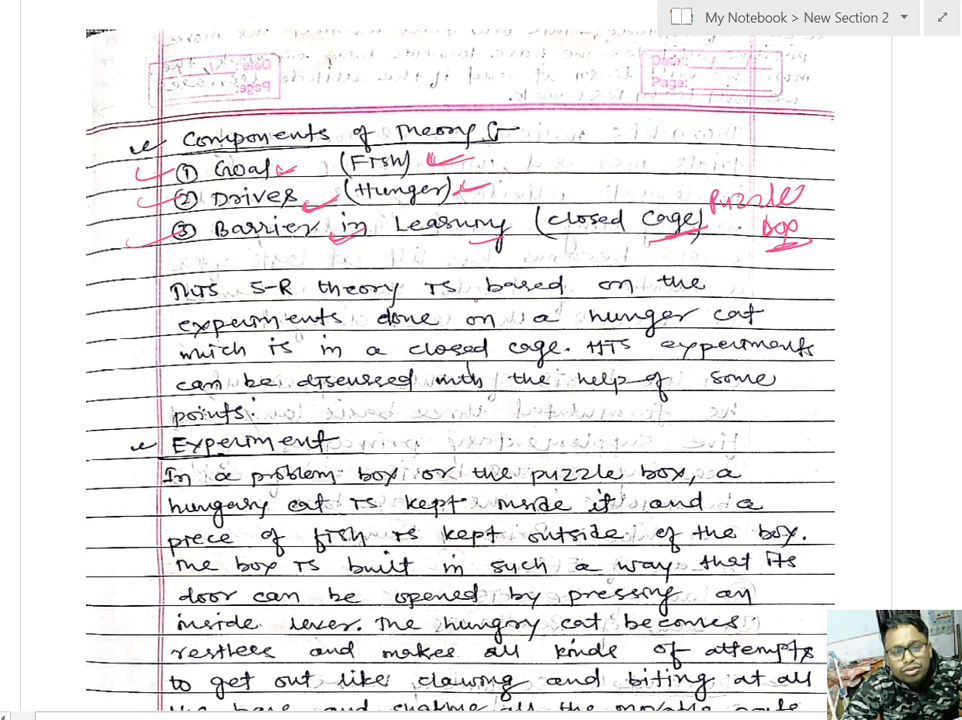 My Notebook > New Section 2
Date:
Page:
Components of Theory
① Goal (Fish)
② Drives (Hunger)
③ Barrier in Learning (closed cage) Puzzle
Box
This S-R theory is based on the
experiments done on a hunger cat
which is in a closed cage. His experiments
can be discussed with the help of some
points.
Experiment
In a problem box or the puzzle box, a
hungary cat is kept inside it and a
piece of fish is kept outside of the box.
The box is built in such a way that its
door can be opened by pressing an
inside lever. The hungry cat becomes
restless and makes all kinds of attempts
to get out like clawing and biting at all